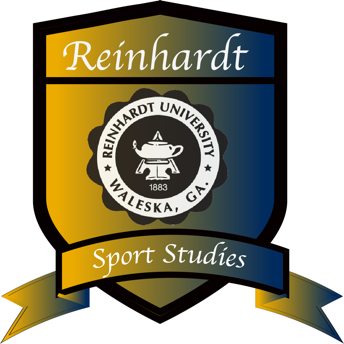 Reinhardt
REINHARDT UNIVERSITY
1883
WALESKA, GA.
Sport Studies